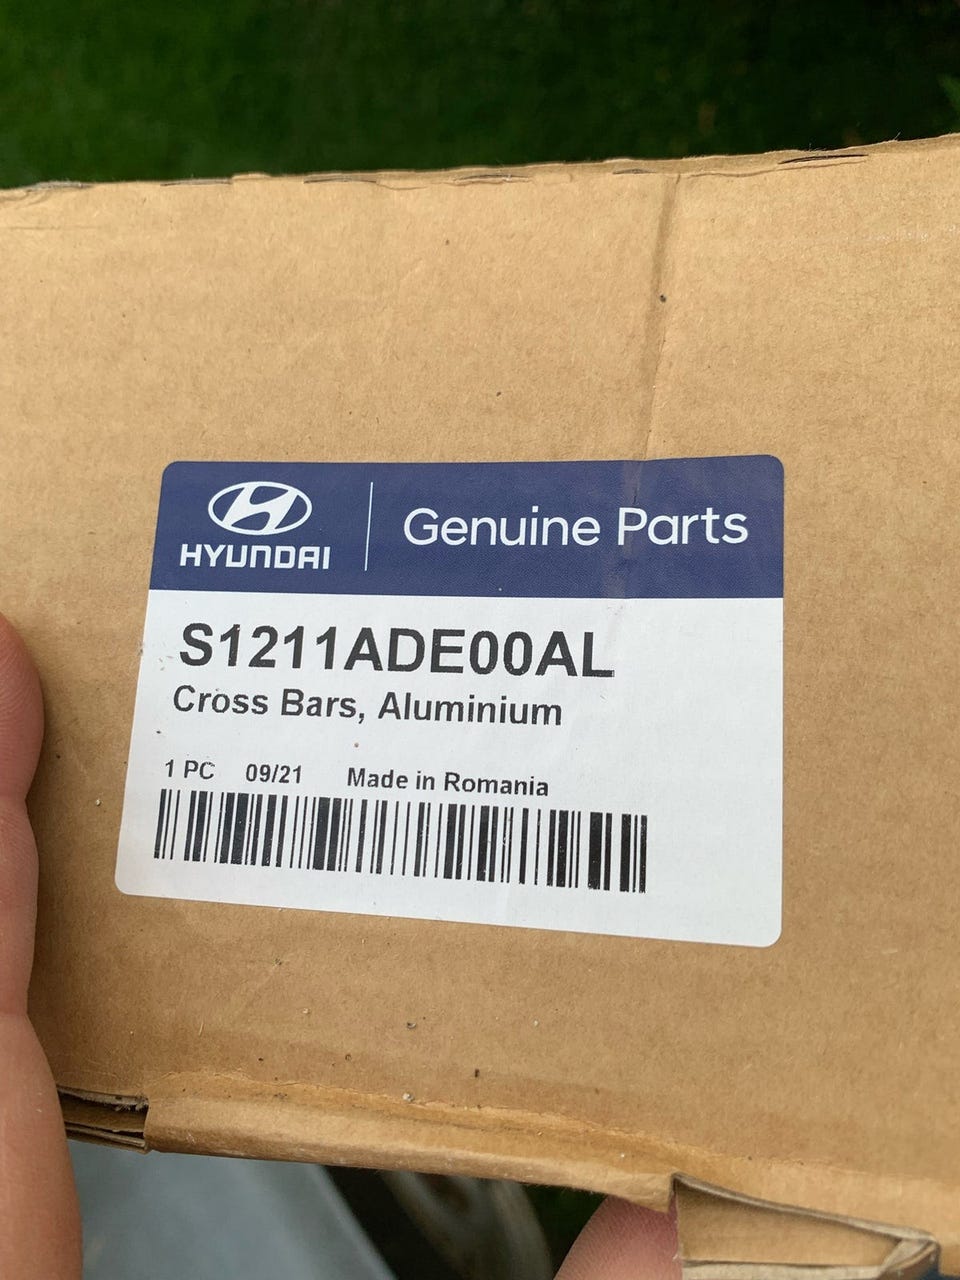 HYUNDAI
Genuine Parts
S1211ADE00AL
Cross Bars, Aluminium
1 PC 09/21 Made in Romania